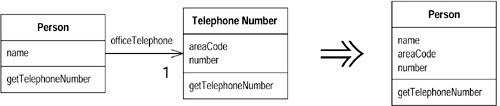 Person
name
getTelephoneNumber
officeTelephone
1
Telephone Number
areaCode
number
getTelephoneNumber
Person
name
areaCode
number
getTelephoneNumber